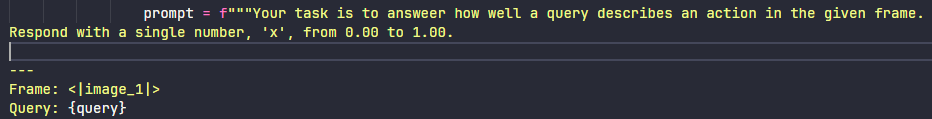 prompt = f"""Your task is to answeer how well a query describes an action in the given frame.
Respond with a single number, 'x', from 0.00 to 1.00.
---
Frame: <|image_1|>
Query: {query}